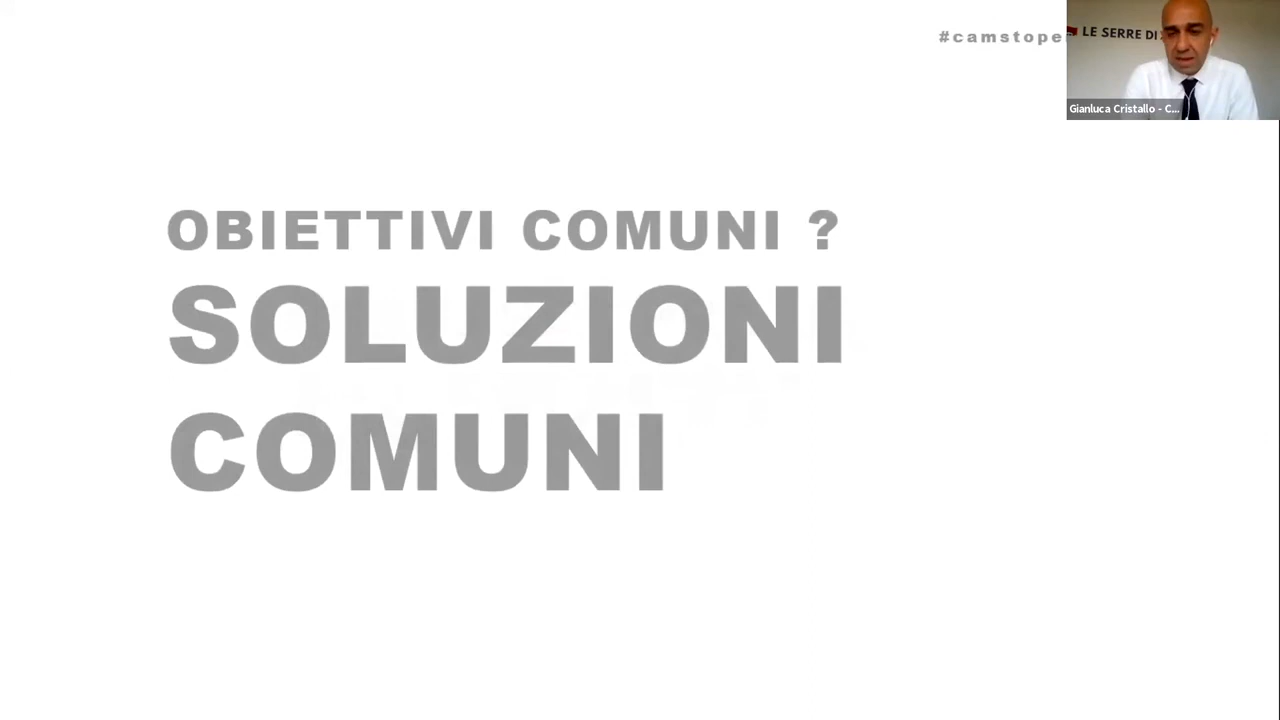 #camstope
LE SERRE DI
Gianluca Cristallo - C...
OBIETTIVI COMUNI ?
SOLUZIONI
COMUNI